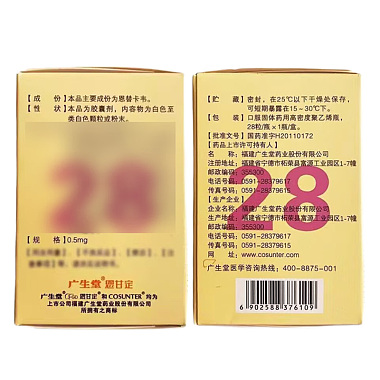 【成　份】本品主要成份为恩替卡韦。
【性　状】本品为胶囊剂，内容物为白色至
类白色颗粒或粉末。
28
【规　格】0.5mg
广生堂® 恩甘定
广生堂® 恩甘定® 和 COSUNTER® 均为
上市公司福建广生堂药业股份有限公司
所拥有之商标
【贮　藏】密封，在25℃以下干燥处保存，
可短期暴露在15～30℃下。
【包　装】口服固体药用高密度聚乙烯瓶，
28粒/瓶×1瓶/盒。
【批准文号】国药准字H20110172
【药品上市许可持有人】
名　　称：福建广生堂药业股份有限公司
注册地址：福建省宁德市柘荣县富源工业园区1-7幢
邮政编码：355300
电话号码：0591-28379717
传真号码：0591-28379615
【生产企业】
企业名称：福建广生堂药业股份有限公司
生产地址：福建省宁德市柘荣县富源工业园区1-7幢
邮政编码：355300
电话号码：0591-28379717
传真号码：0591-28379615
网　　址：www.cosunter.com
广生堂医学咨询热线：400-8875-001
28
6902588376109